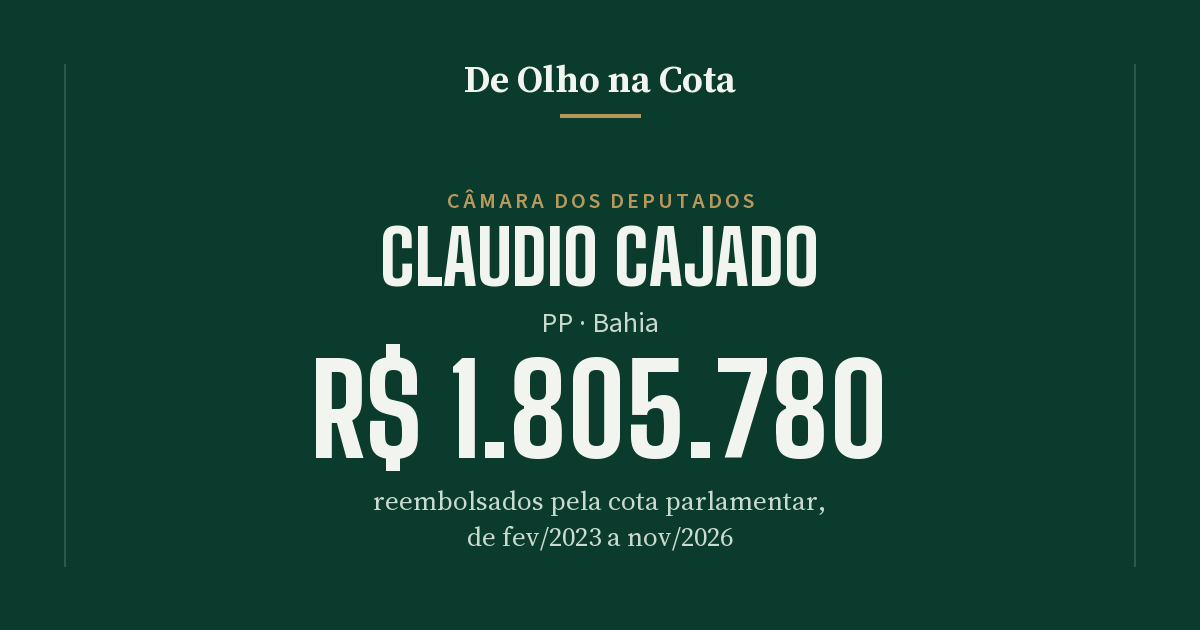 De Olho na Cota
CÂMARA DOS DEPUTADOS
CLAUDIO CAJADO
PP · Bahia
R$ 1.805.780
reembolsados pela cota parlamentar,
de fev/2023 a nov/2026